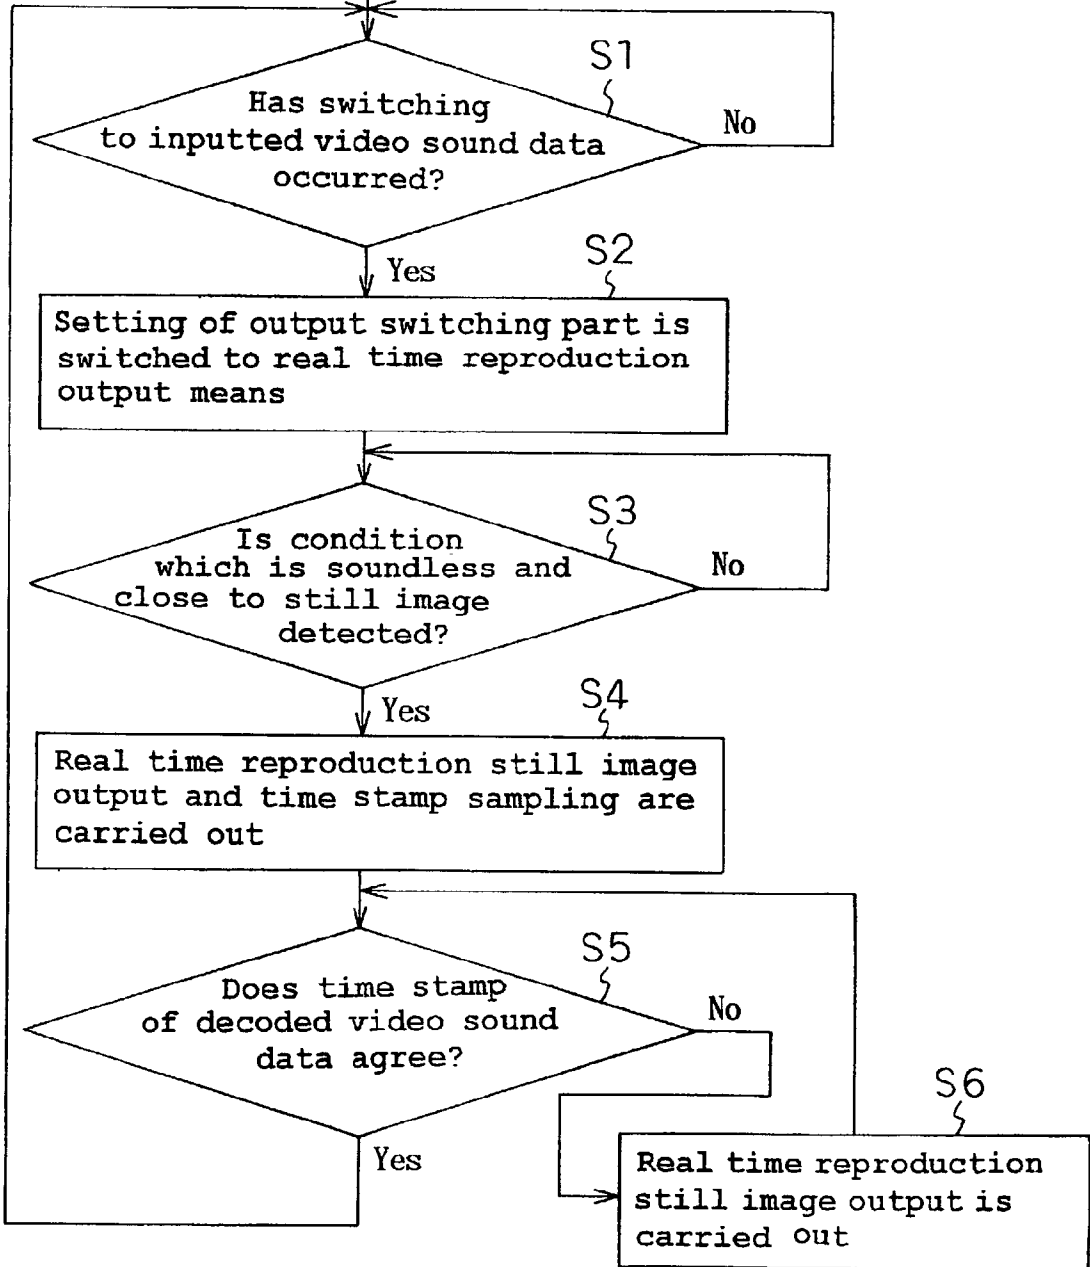 S1
Has switching
to inputted video sound data
occurred?
No
Yes
S2
Setting of output switching part is
switched to real time reproduction
output means
S3
Is condition
which is soundless and
close to still image
detected?
No
Yes
S4
Real time reproduction still image
output and time stamp sampling are
carried out
S5
Does time stamp
of decoded video sound
data agree?
No
Yes
S6
Real time reproduction
still image output is
carried out